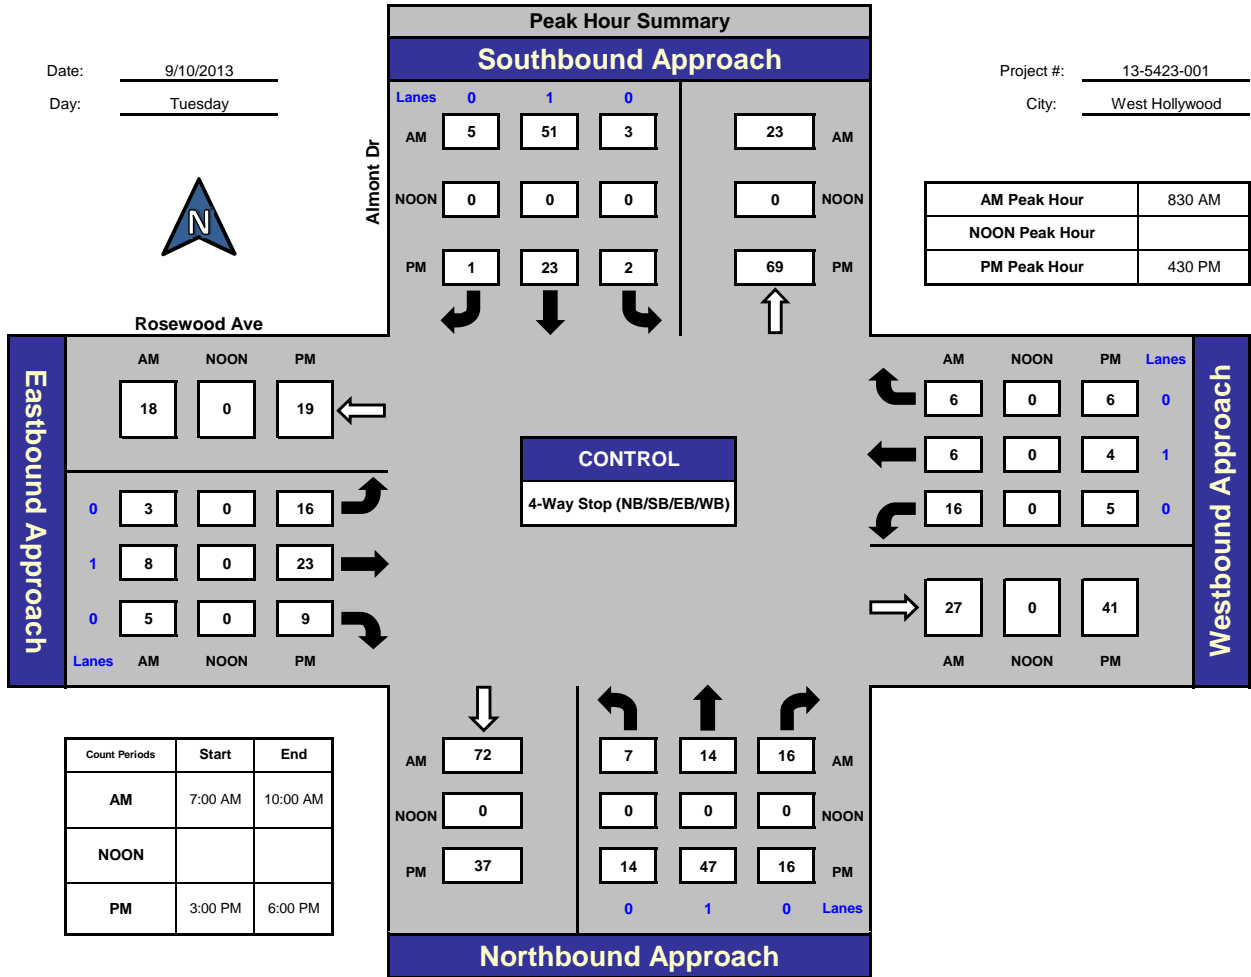 Peak Hour Summary
Southbound Approach
Date: 9/10/2013
Day: Tuesday
Project #: 13-5423-001
City: West Hollywood
N
Almont Dr
Lanes 0 1 0
AM 5 51 3 23 AM
NOON 0 0 0 0 NOON
PM 1 23 2 69 PM
AM Peak Hour 830 AM
NOON Peak Hour
PM Peak Hour 430 PM
Rosewood Ave
Eastbound Approach
AM NOON PM
18 0 19
0 3 0 16
1 8 0 23
0 5 0 9
Lanes AM NOON PM
CONTROL
4-Way Stop (NB/SB/EB/WB)
AM NOON PM Lanes
6 0 6 0
6 0 4 1
16 0 5 0
27 0 41
AM NOON PM
Westbound Approach
Count Periods Start End
AM 7:00 AM 10:00 AM
NOON
PM 3:00 PM 6:00 PM
AM 72 7 14 16 AM
NOON 0 0 0 0 NOON
PM 37 14 47 16 PM
0 1 0 Lanes
Northbound Approach